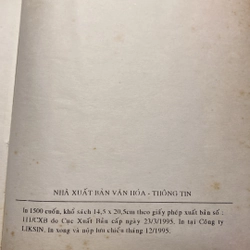 NHÀ XUẤT BẢN VĂN HÓA - THÔNG TIN
In 1500 cuốn, khổ sách 14,5 x 20,5cm theo giấy phép xuất bản số :
111/CXB do Cục Xuất Bản cấp ngày 23/3/1995. In tại Công ty
LIKSIN. In xong và nộp lưu chiểu tháng 12/1995.